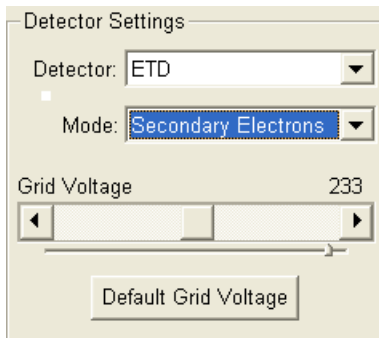 Detector Settings
Detector: ETD
Mode: Secondary Electrons
Grid Voltage 233
Default Grid Voltage